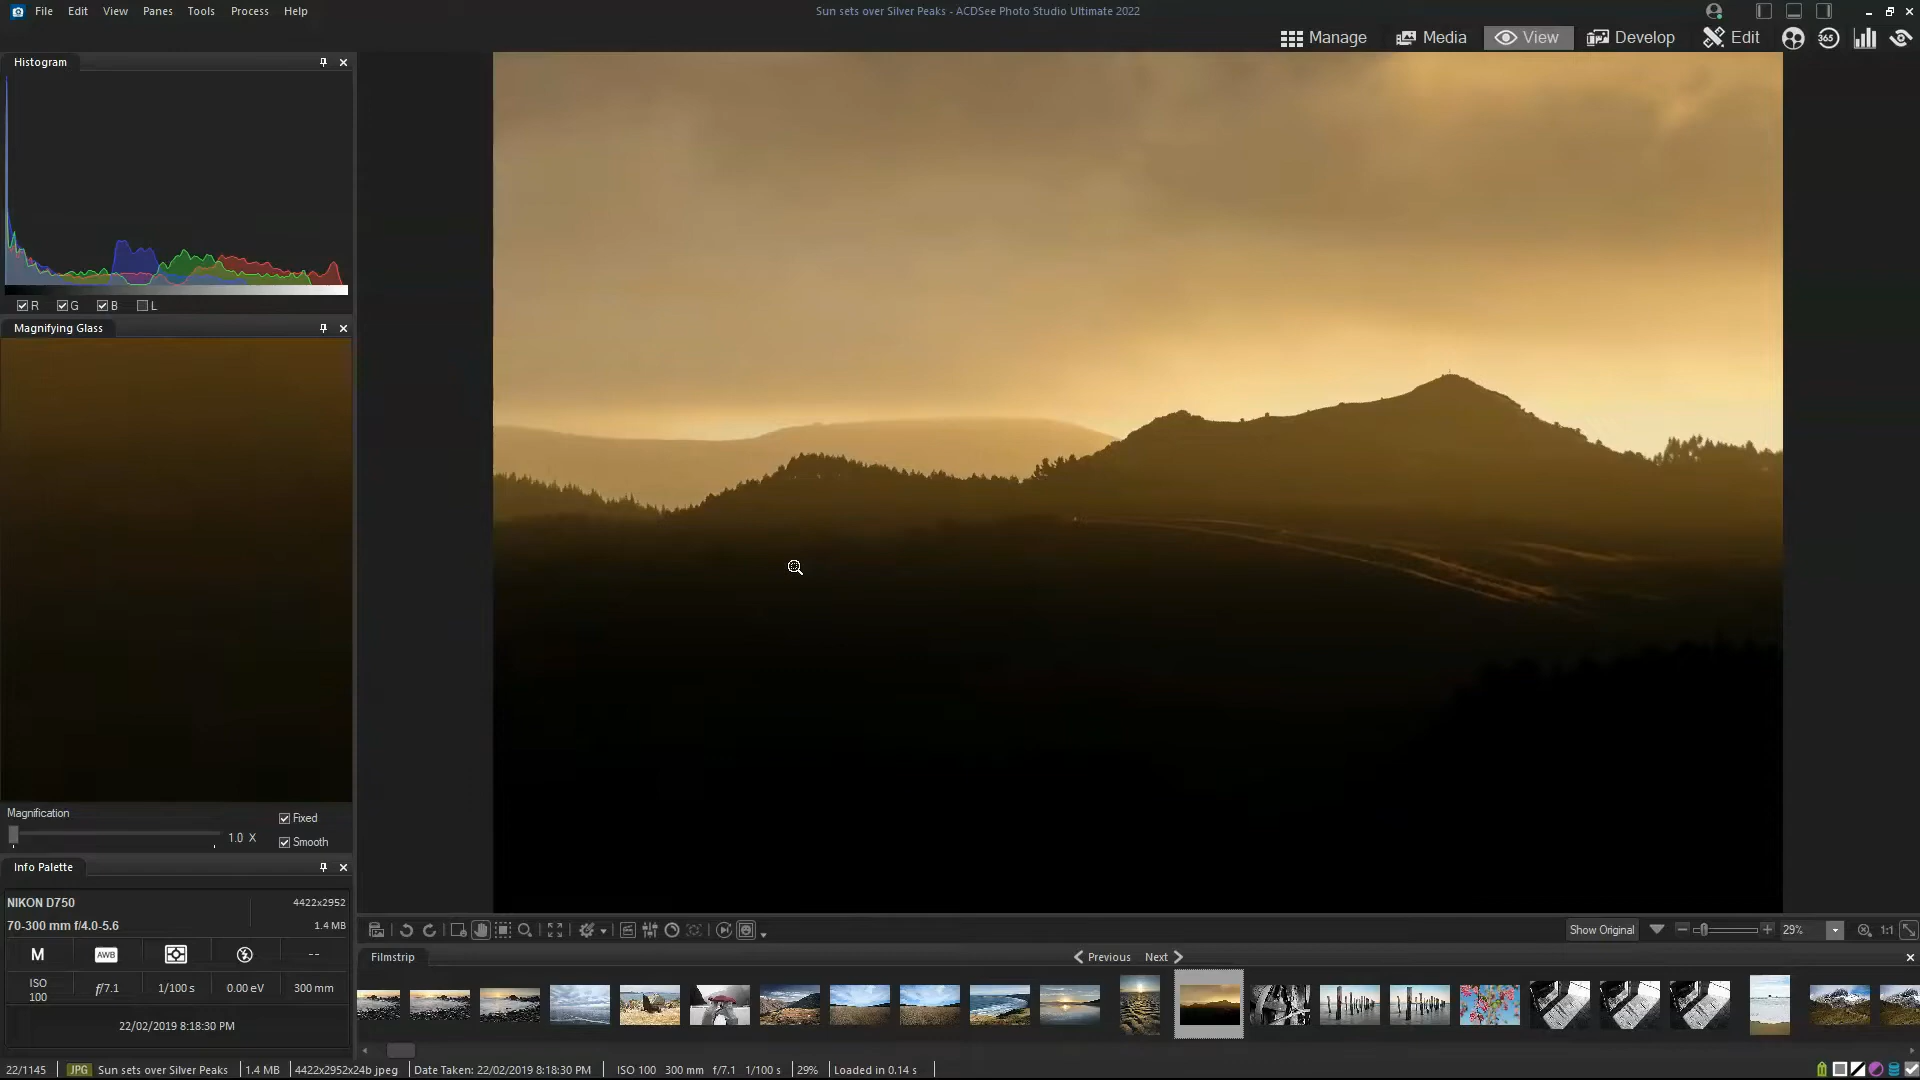 File Edit View Panes Tools Process Help
Sun sets over Silver Peaks - ACDSee Photo Studio Ultimate 2022
Manage Media View Develop Edit 365
Histogram
R G B L
Magnifying Glass
Magnification
Fixed
1.0 X
Smooth
Info Palette
NIKON D750 4422x2952
70-300 mm f/4.0-5.6 1.4 MB
M AWB --
ISO 100 f/7.1 1/100 s 0.00 eV 300 mm
22/02/2019 8:18:30 PM
Show Original 29% 1:1
Filmstrip
Previous Next
22/1145 JPG Sun sets over Silver Peaks 1.4 MB 4422x2952x24b jpeg Date Taken: 22/02/2019 8:18:30 PM ISO 100 300 mm f/7.1 1/100 s 29% Loaded in 0.14 s